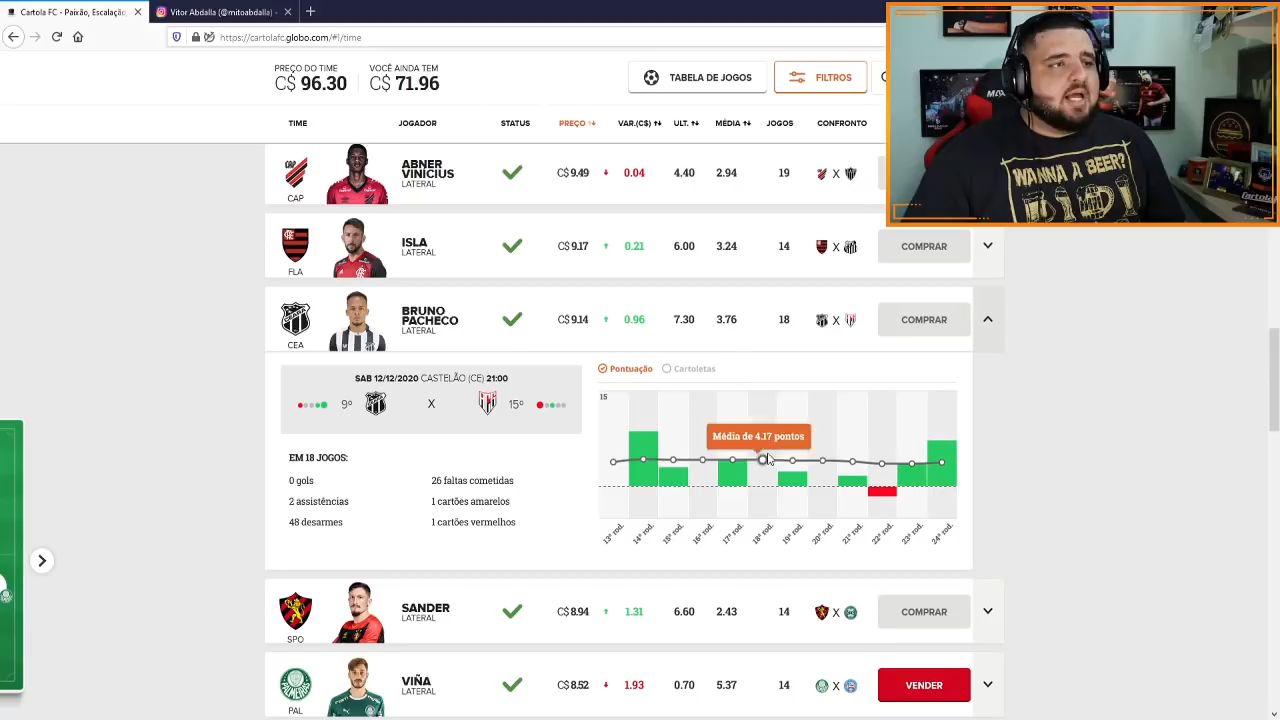 Cartola FC - Paixão, Escalação
Vitor Abdalla (@mitoabdalla) •
https://cartolafc.globo.com/#!/time
PREÇO DO TIME
C$ 96.30
VOCÊ AINDA TEM
C$ 71.96
TABELA DE JOGOS
FILTROS
TIME JOGADOR STATUS PREÇO VAR.(C$) ULT. MÉDIA JOGOS CONFRONTO
CAP
ABNER VINICIUS
LATERAL
C$ 9.49 0.04 4.40 2.94 19 X
FLA
ISLA
LATERAL
C$ 9.17 0.21 6.00 3.24 14 X COMPRAR
CEA
BRUNO PACHECO
LATERAL
C$ 9.14 0.96 7.30 3.76 18 X COMPRAR
SAB 12/12/2020 CASTELÃO (CE) 21:00
9º X 15º
EM 18 JOGOS:
0 gols 26 faltas cometidas
2 assistências 1 cartões amarelos
48 desarmes 1 cartões vermelhos
Pontuação Cartoletas
15
Média de 4.17 pontos
13ª rod. 14ª rod. 15ª rod. 16ª rod. 17ª rod. 18ª rod. 19ª rod. 20ª rod. 21ª rod. 22ª rod. 23ª rod. 24ª rod.
SPO
SANDER
LATERAL
C$ 8.94 1.31 6.60 2.43 14 X COMPRAR
PAL
VIÑA
LATERAL
C$ 8.52 1.93 0.70 5.37 14 X VENDER
WANNA A BEER?